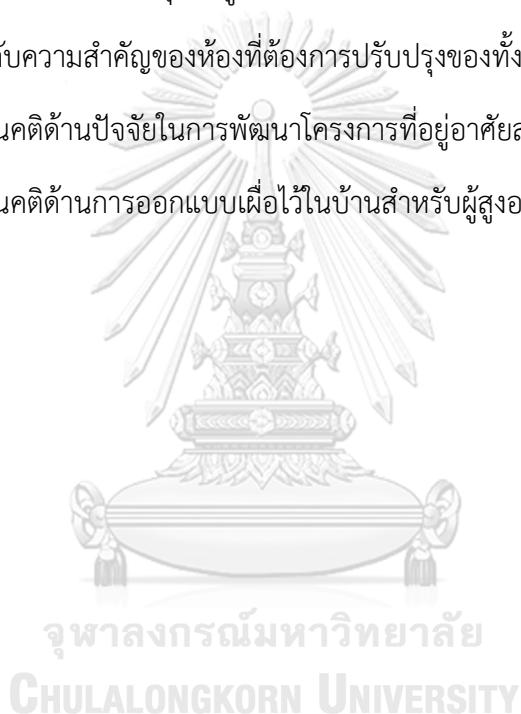 ับความสำคัญของห้องที่ต้องการปรับปรุงของทั้ง
นคติด้านปัจจัยในการพัฒนาโครงการที่อยู่อาศัยส
นคติด้านการออกแบบเผื่อไว้ในบ้านสำหรับผู้สูงอ
จุฬาลงกรณ์มหาวิทยาลัย
CHULALONGKORN UNIVERSITY